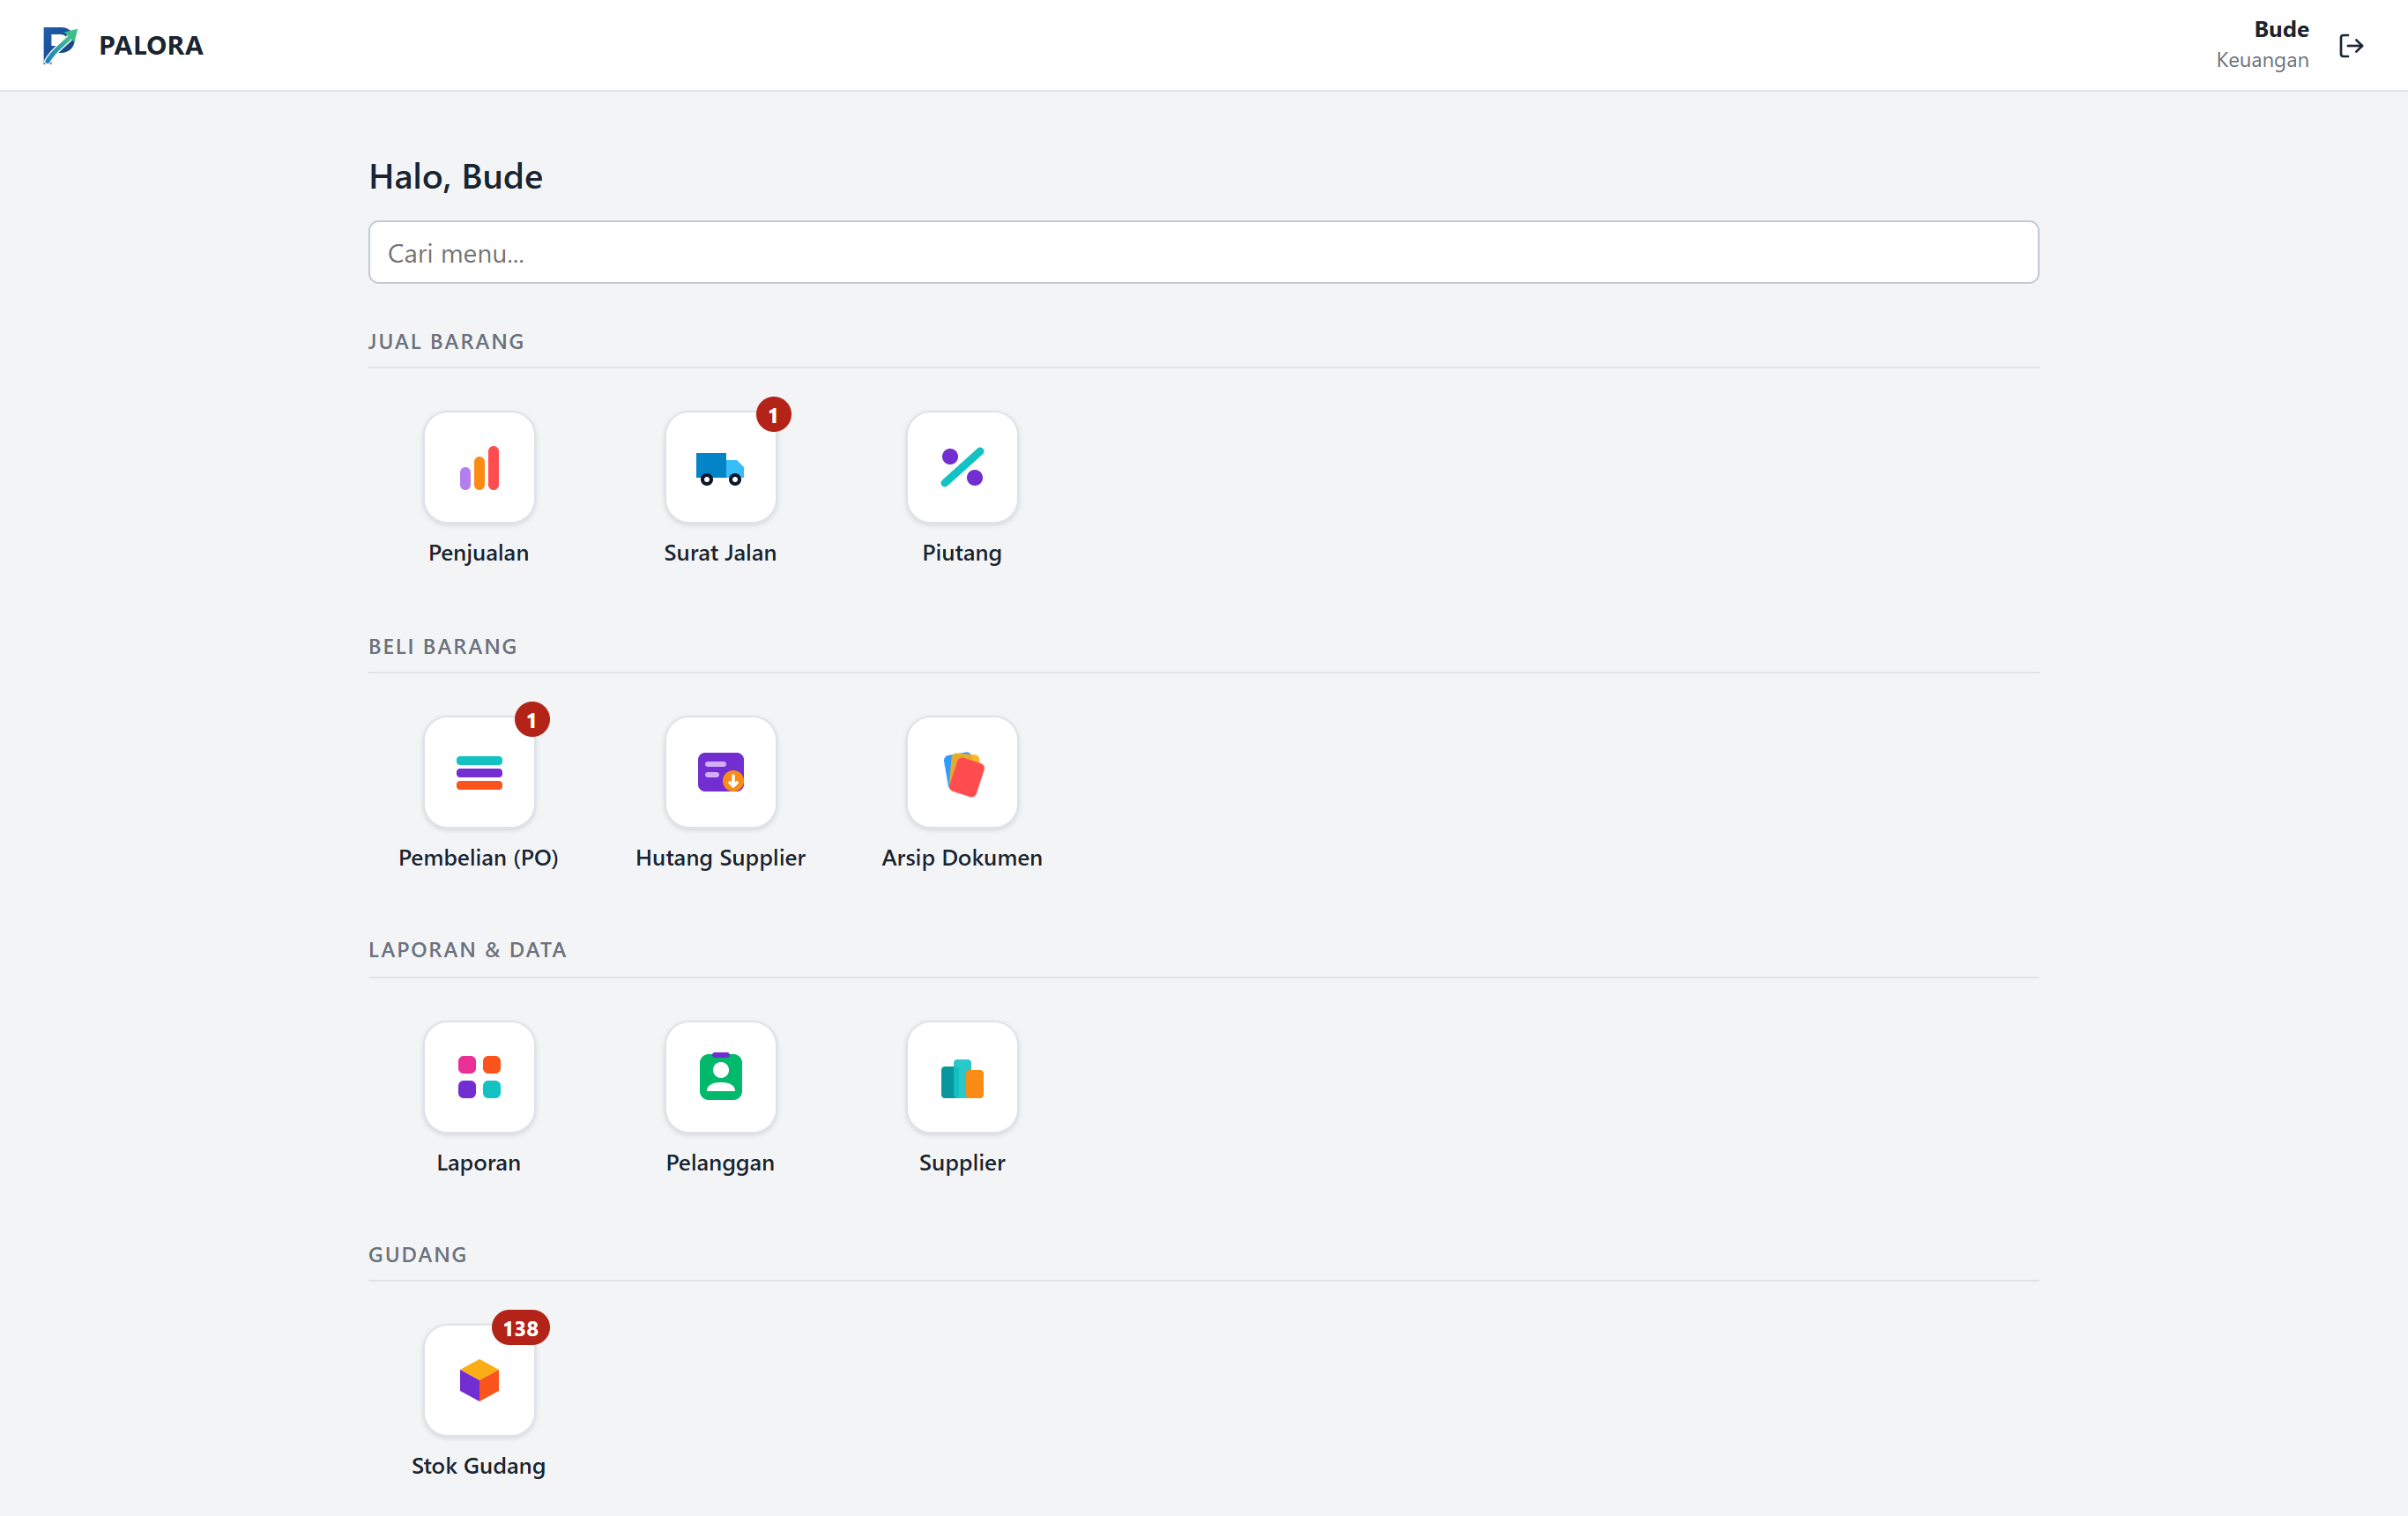 PALORA
Bude
Keuangan
Halo, Bude
Cari menu...
JUAL BARANG
1
Penjualan
Surat Jalan
Piutang
BELI BARANG
1
Pembelian (PO)
Hutang Supplier
Arsip Dokumen
LAPORAN & DATA
Laporan
Pelanggan
Supplier
GUDANG
138
Stok Gudang